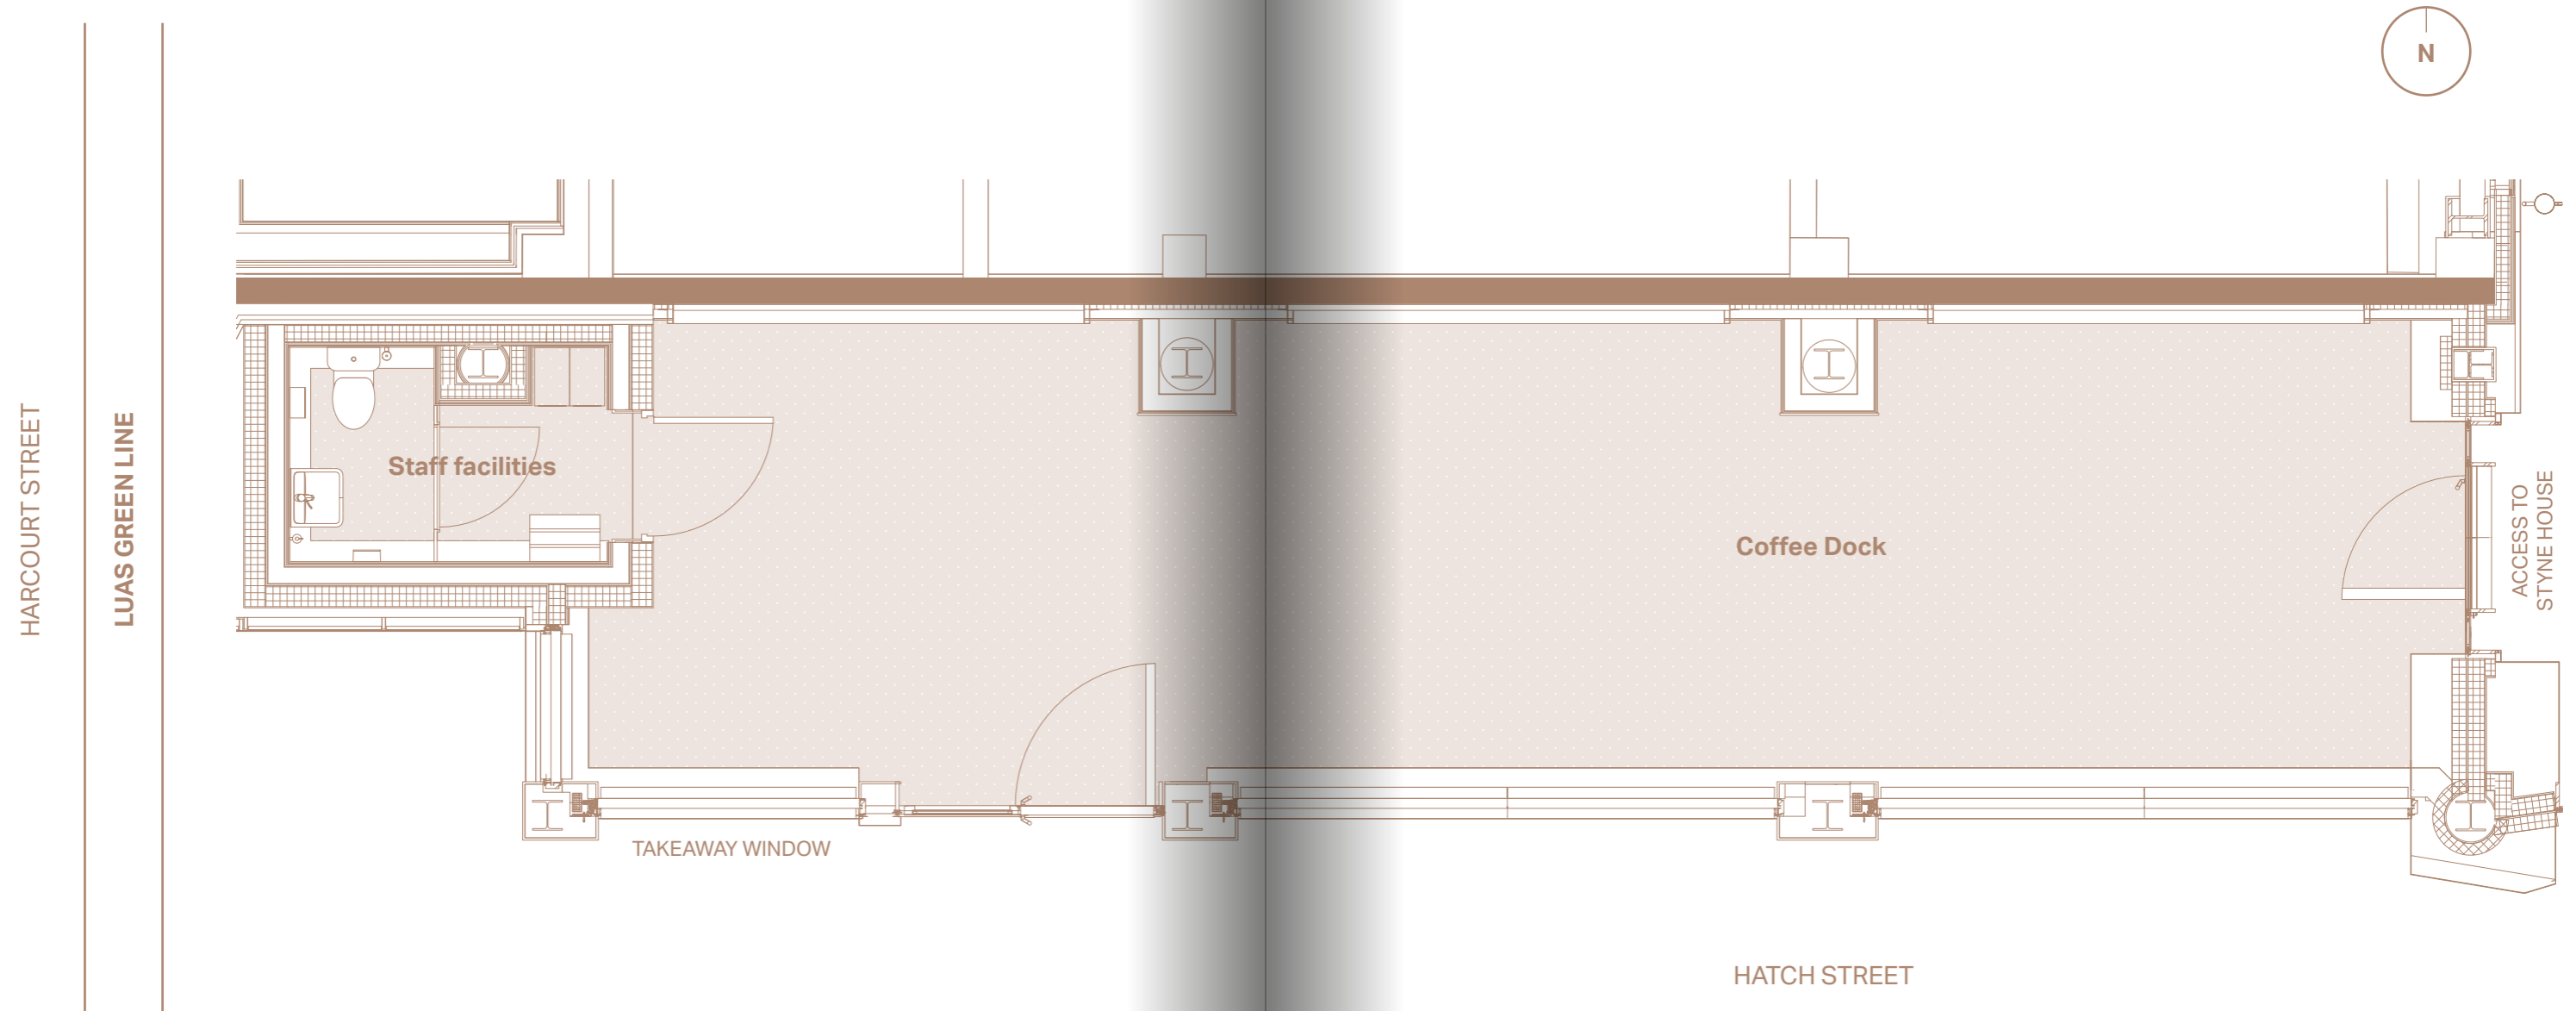 N
HARCOURT STREET
LUAS GREEN LINE
Staff facilities
Coffee Dock
ACCESS TO
STYNE HOUSE
TAKEAWAY WINDOW
HATCH STREET